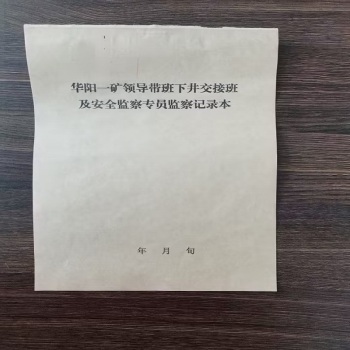 华阳一矿领导带班下井交接班
及安全监察专员监察记录本
年 月 旬